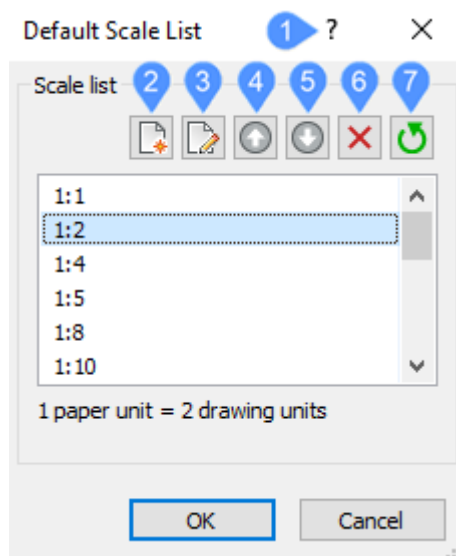 Default Scale List 1 ?
Scale list 2 3 4 5 6 7
1:1
1:2
1:4
1:5
1:8
1:10
1 paper unit = 2 drawing units
OK Cancel